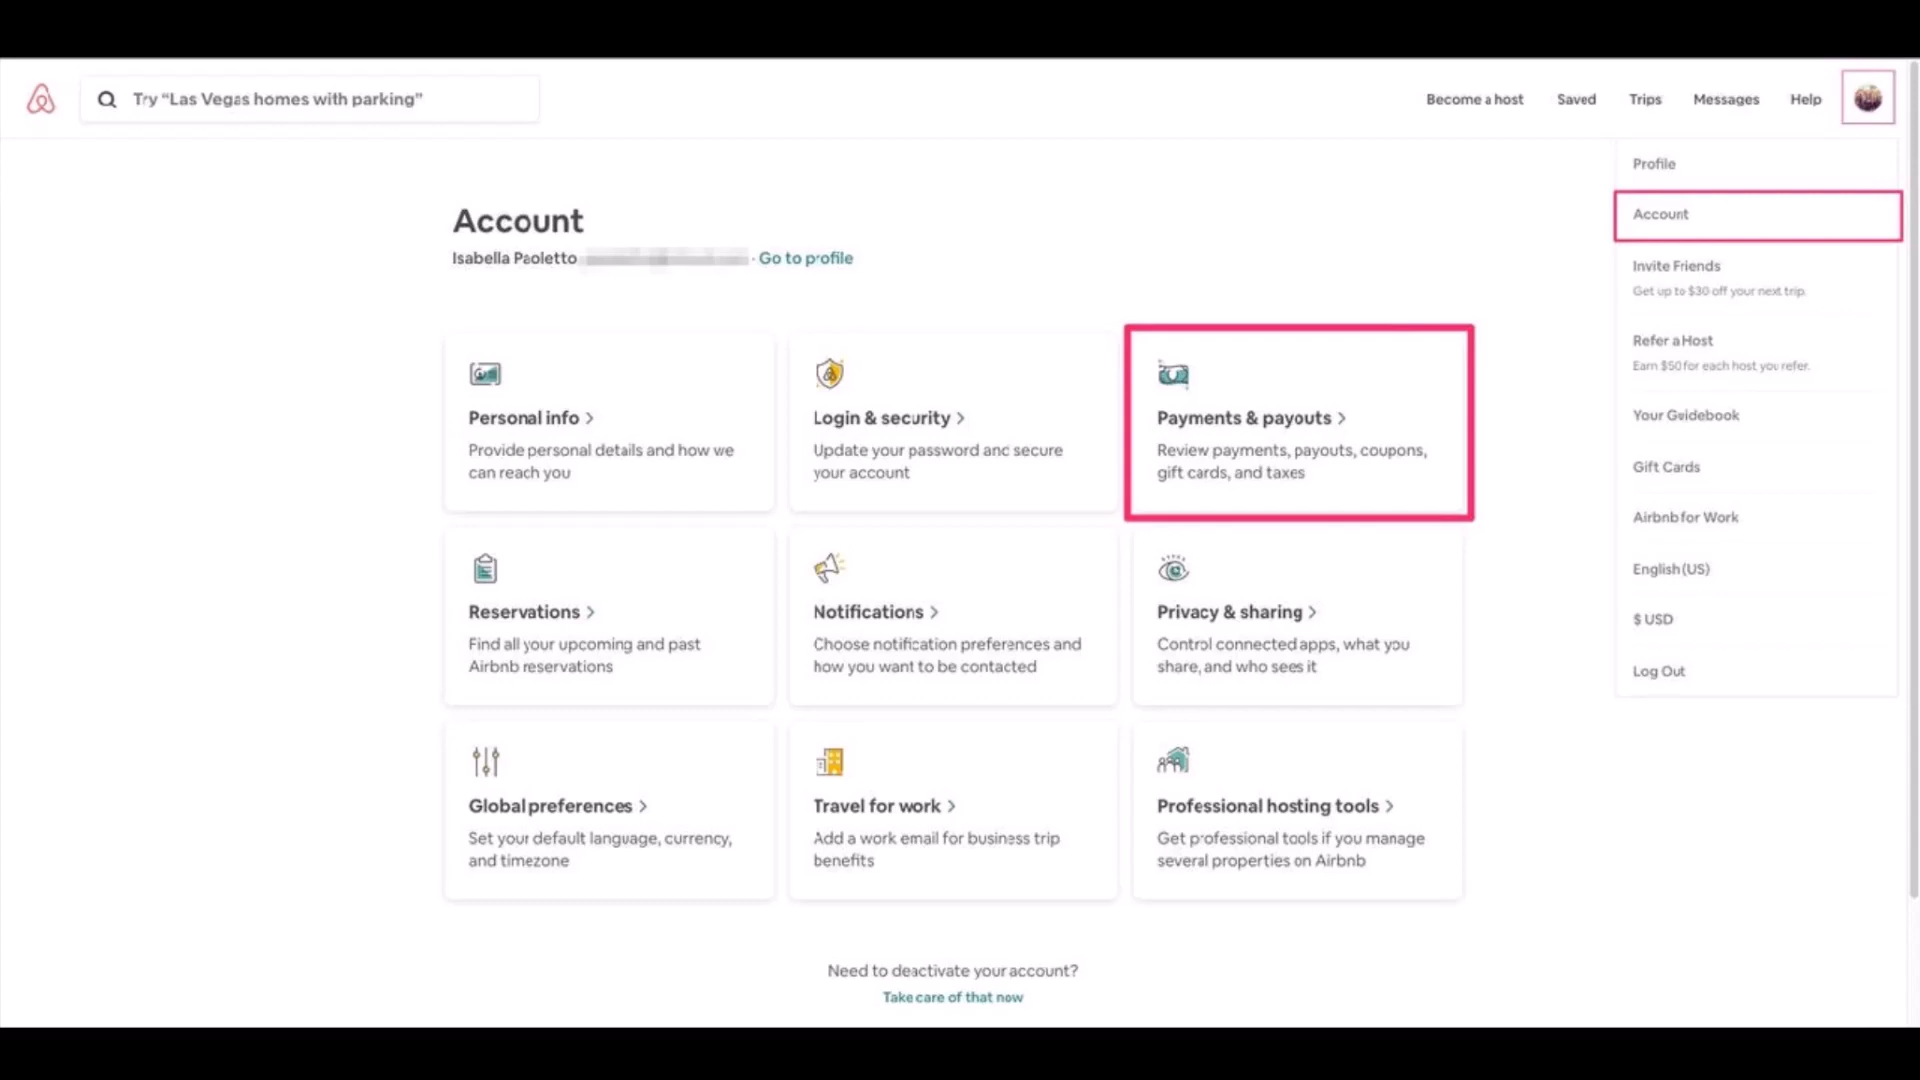 Try “Las Vegas homes with parking”
Become a host
Saved
Trips
Messages
Help
Profile
Account
Invite Friends
Get up to $30 off your next trip.
Refer a Host
Earn $50 for each host you refer.
Your Guidebook
Gift Cards
Airbnb for Work
English (US)
$ USD
Log Out
Account
Isabella Paoletto · Go to profile
Personal info >
Provide personal details and how we
can reach you
Login & security >
Update your password and secure
your account
Payments & payouts >
Review payments, payouts, coupons,
gift cards, and taxes
Reservations >
Find all your upcoming and past
Airbnb reservations
Notifications >
Choose notification preferences and
how you want to be contacted
Privacy & sharing >
Control connected apps, what you
share, and who sees it
Global preferences >
Set your default language, currency,
and timezone
Travel for work >
Add a work email for business trip
benefits
Professional hosting tools >
Get professional tools if you manage
several properties on Airbnb
Need to deactivate your account?
Take care of that now